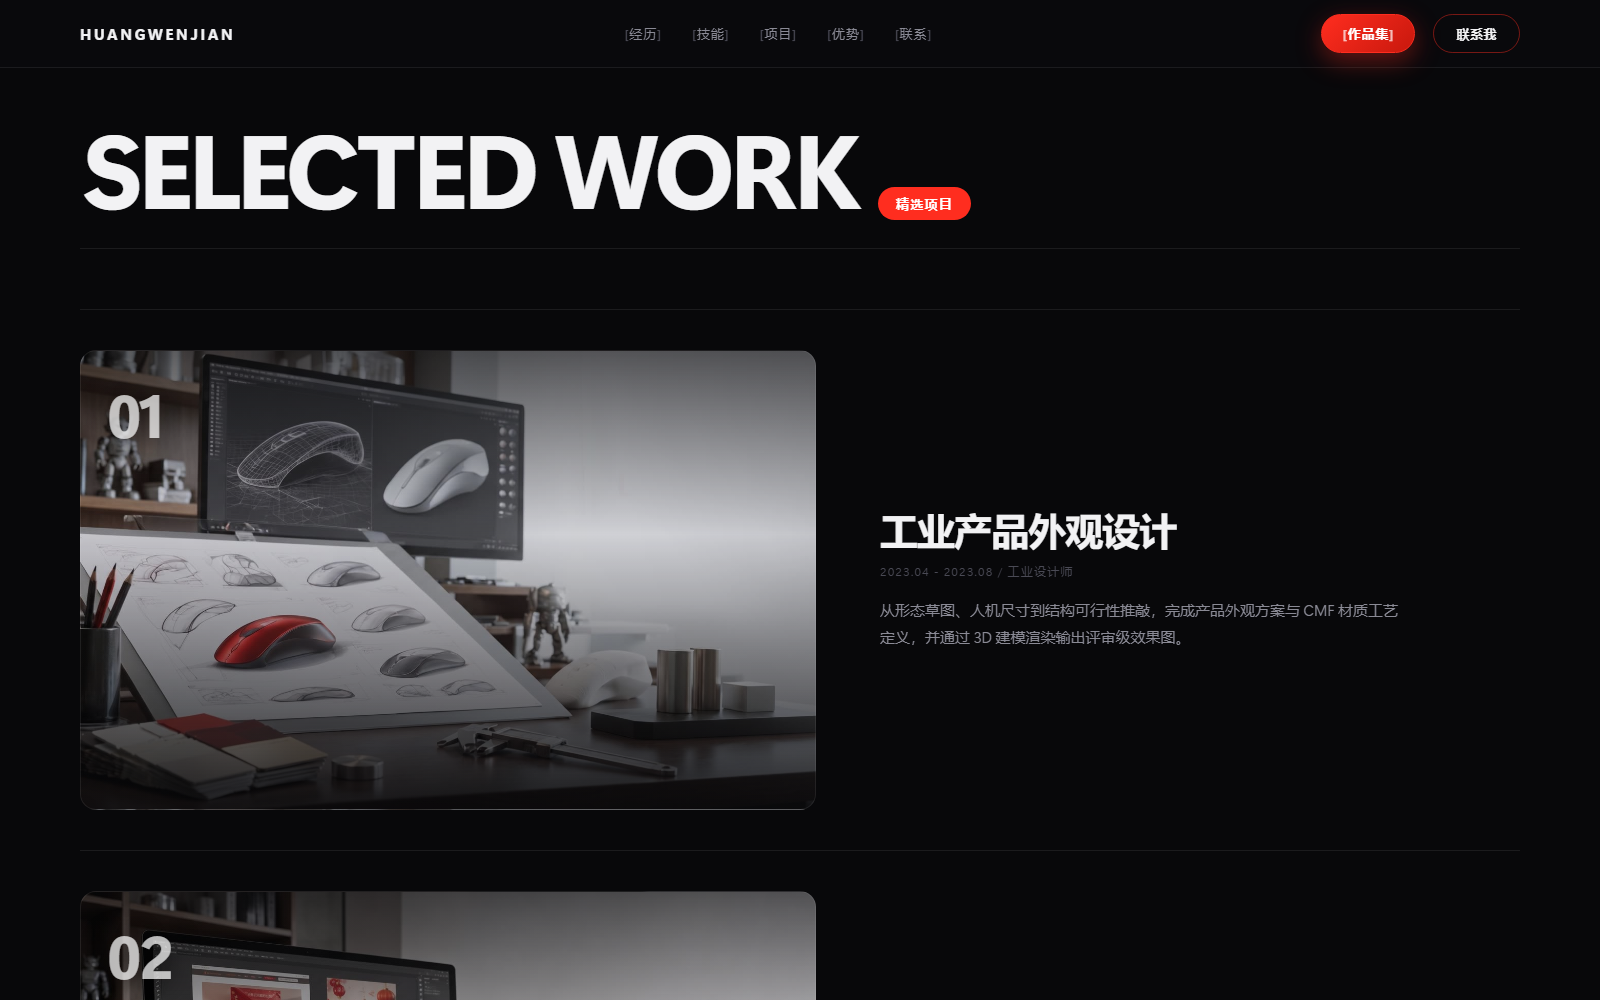 HUANGWENJIAN
[经历]
[技能]
[项目]
[优势]
[联系]
[作品集]
联系我
SELECTED WORK
精选项目
01
工业产品外观设计
2023.04 - 2023.08 / 工业设计师
从形态草图、人机尺寸到结构可行性推敲，完成产品外观方案与 CMF 材质工艺
定义，并通过 3D 建模渲染输出评审级效果图。
02